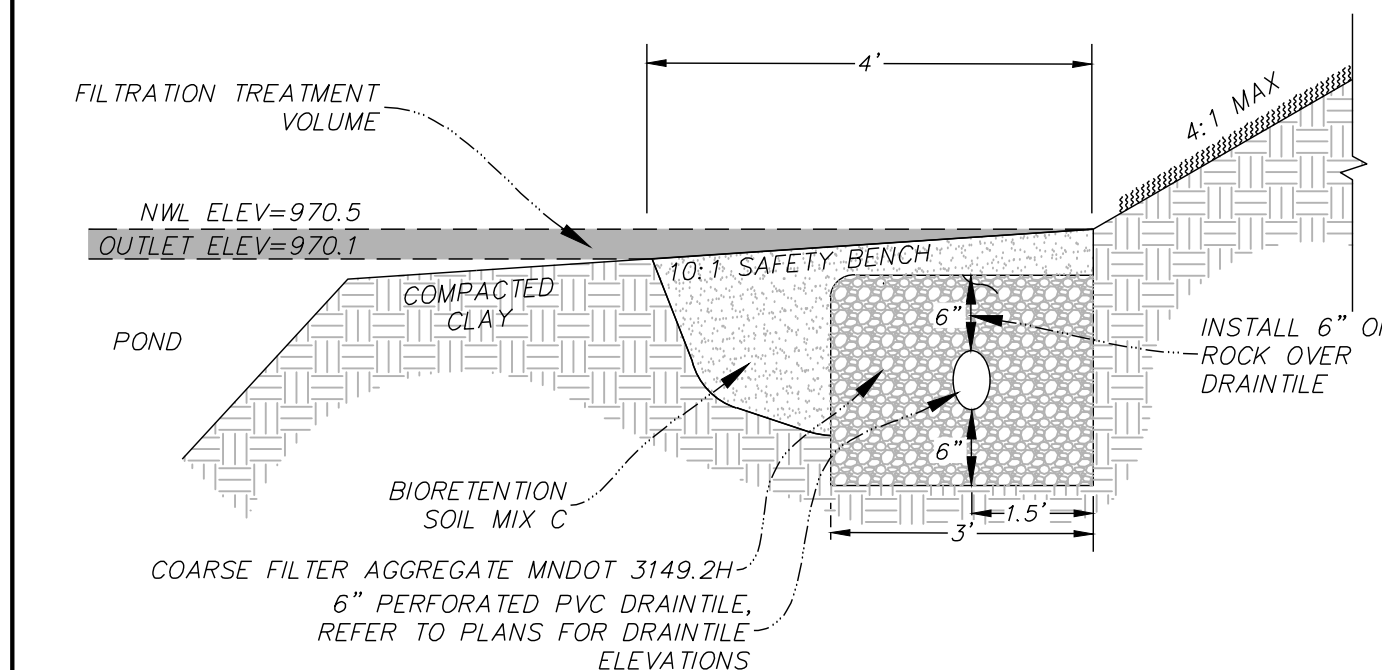 4'
FILTRATION TREATMENT
VOLUME
4:1 MAX
NWL ELEV=970.5
OUTLET ELEV=970.1
10:1 SAFETY BENCH
COMPACTED
CLAY
POND
6"
INSTALL 6"
ROCK OVER
DRAINTILE
6"
BIORETENTION
SOIL MIX C
1.5'
3'
COARSE FILTER AGGREGATE MNDOT 3149.2H
6" PERFORATED PVC DRAINTILE,
REFER TO PLANS FOR DRAINTILE
ELEVATIONS